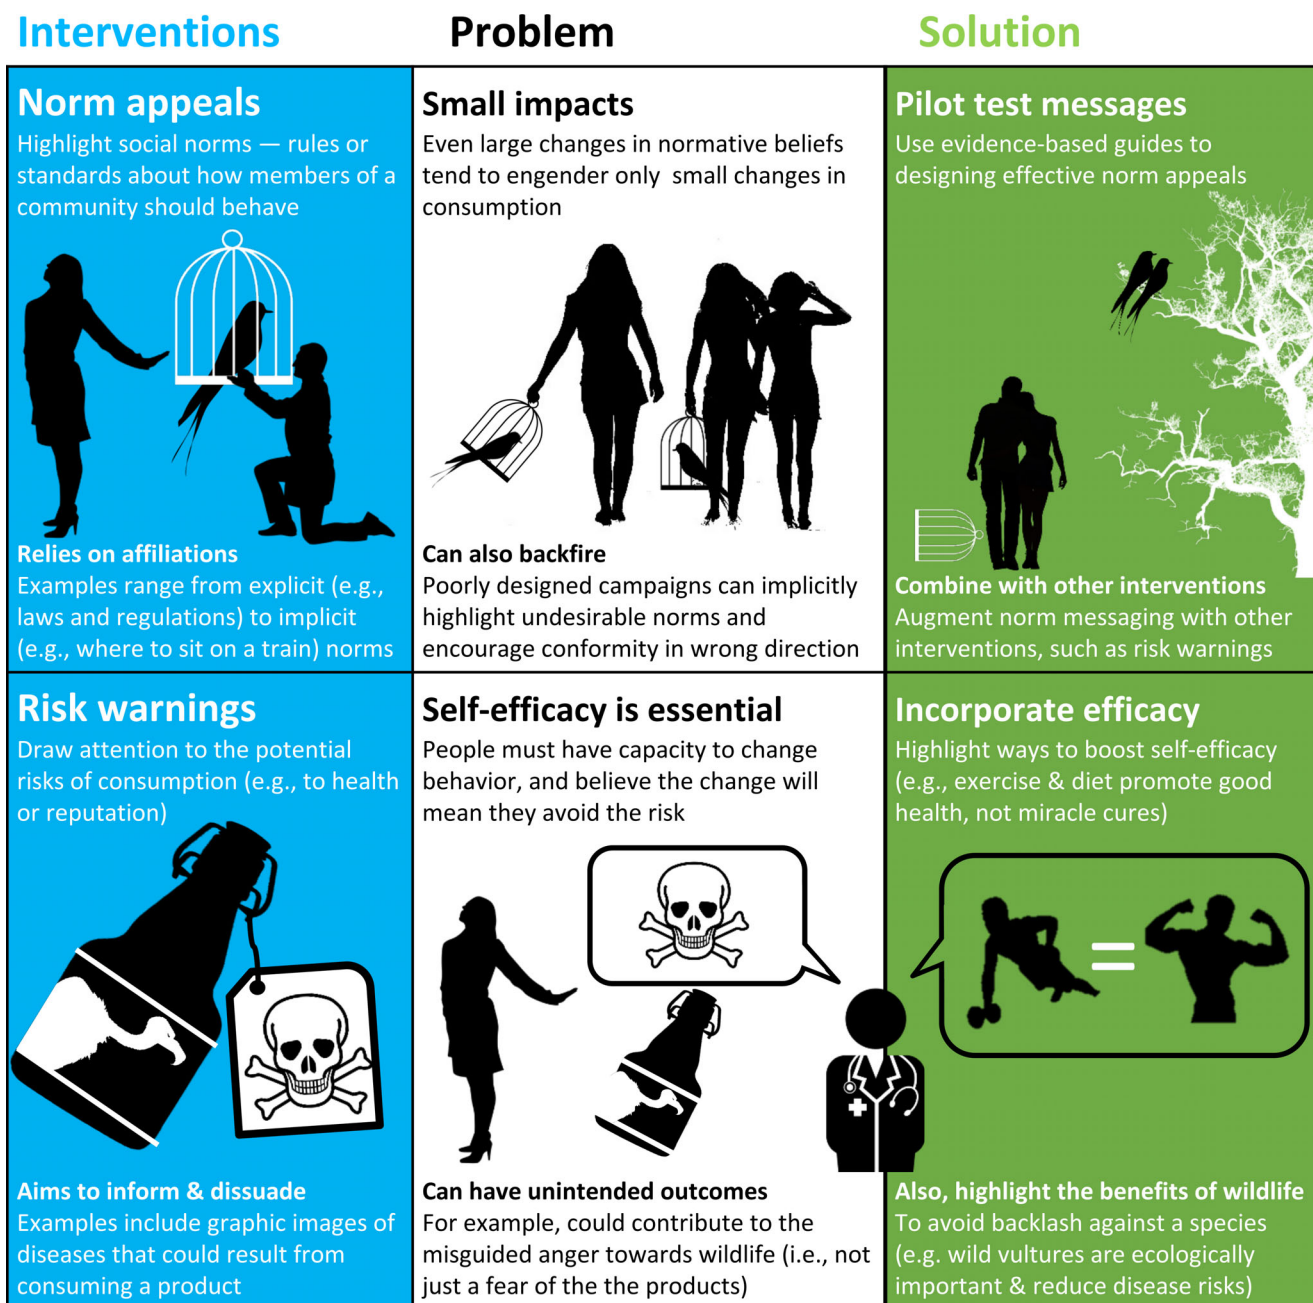 Interventions
Problem
Solution
Norm appeals
Highlight social norms — rules or
standards about how members of a
community should behave
Relies on affiliations
Examples range from explicit (e.g.,
laws and regulations) to implicit
(e.g., where to sit on a train) norms
Small impacts
Even large changes in normative beliefs
tend to engender only small changes in
consumption
Can also backfire
Poorly designed campaigns can implicitly
highlight undesirable norms and
encourage conformity in wrong direction
Pilot test messages
Use evidence-based guides to
designing effective norm appeals
Combine with other interventions
Augment norm messaging with other
interventions, such as risk warnings
Risk warnings
Draw attention to the potential
risks of consumption (e.g., to health
or reputation)
Aims to inform & dissuade
Examples include graphic images of
diseases that could result from
consuming a product
Self-efficacy is essential
People must have capacity to change
behavior, and believe the change will
mean they avoid the risk
Can have unintended outcomes
For example, could contribute to the
misguided anger towards wildlife (i.e., not
just a fear of the the products)
Incorporate efficacy
Highlight ways to boost self-efficacy
(e.g., exercise & diet promote good
health, not miracle cures)
Also, highlight the benefits of wildlife
To avoid backlash against a species
(e.g. wild vultures are ecologically
important & reduce disease risks)